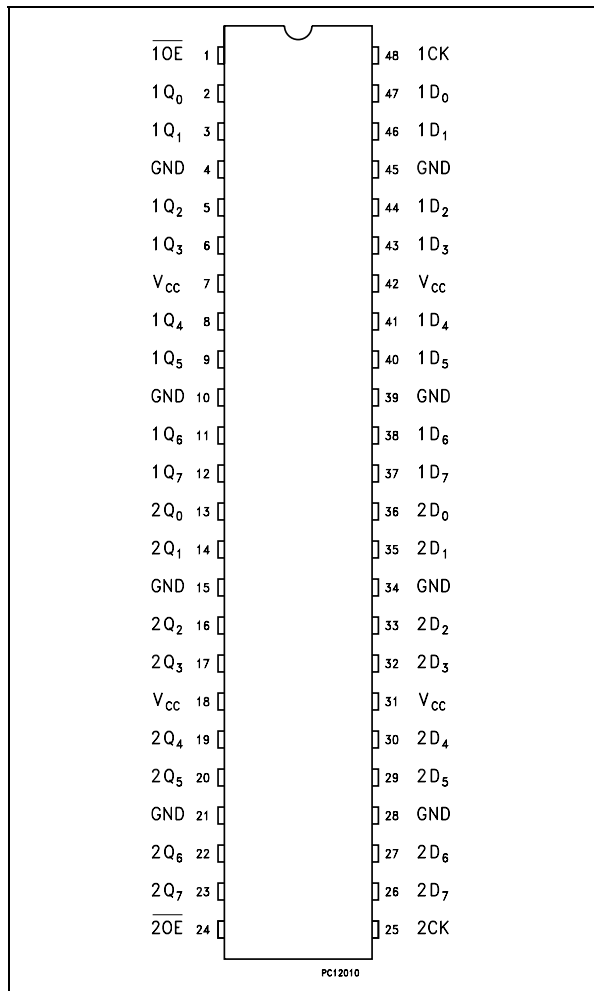 1OE 1 48 1CK
1Q0 2 47 1D0
1Q1 3 46 1D1
GND 4 45 GND
1Q2 5 44 1D2
1Q3 6 43 1D3
VCC 7 42 VCC
1Q4 8 41 1D4
1Q5 9 40 1D5
GND 10 39 GND
1Q6 11 38 1D6
1Q7 12 37 1D7
2Q0 13 36 2D0
2Q1 14 35 2D1
GND 15 34 GND
2Q2 16 33 2D2
2Q3 17 32 2D3
VCC 18 31 VCC
2Q4 19 30 2D4
2Q5 20 29 2D5
GND 21 28 GND
2Q6 22 27 2D6
2Q7 23 26 2D7
2OE 24 25 2CK
PC12010